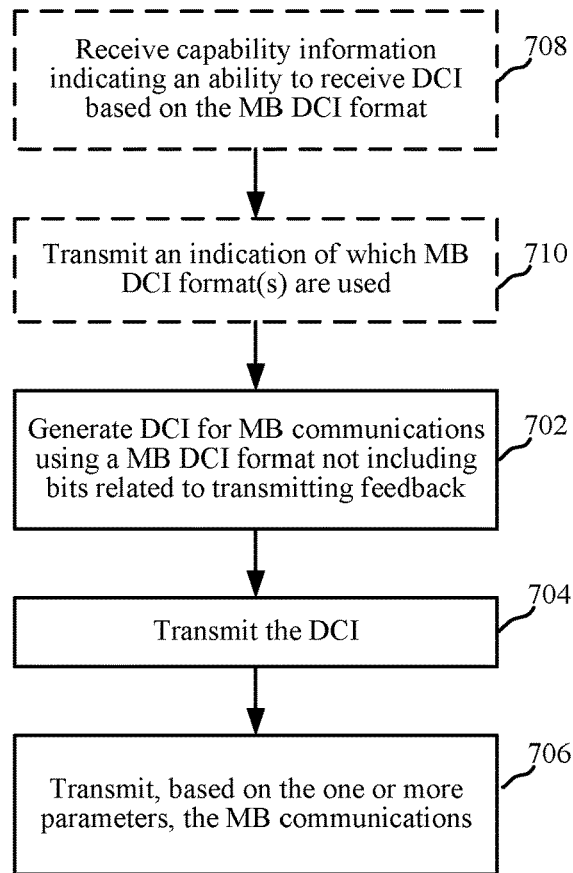 Receive capability information
indicating an ability to receive DCI
based on the MB DCI format
708
Transmit an indication of which MB
DCI format(s) are used
710
Generate DCI for MB communications
using a MB DCI format not including
bits related to transmitting feedback
702
Transmit the DCI
704
Transmit, based on the one or more
parameters, the MB communications
706